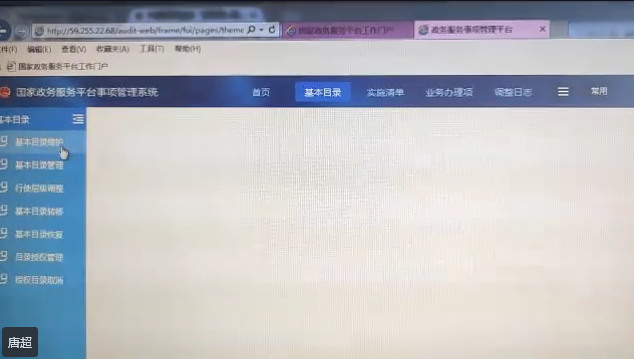 http://59.255.22.68/audit-web/frame/fui/pages/theme
国家政务服务平台工作门户
政务服务事项管理平台
文件(F) 编辑(E) 查看(V) 收藏夹(A) 工具(T) 帮助(H)
国家政务服务平台工作门户
国家政务服务平台事项管理系统
首页 基本目录 实施清单 业务办理项 调整日志 常用
基本目录
基本目录维护
基本目录管理
行使层级调整
基本目录转移
基本目录恢复
目录授权管理
授权目录取消
唐超